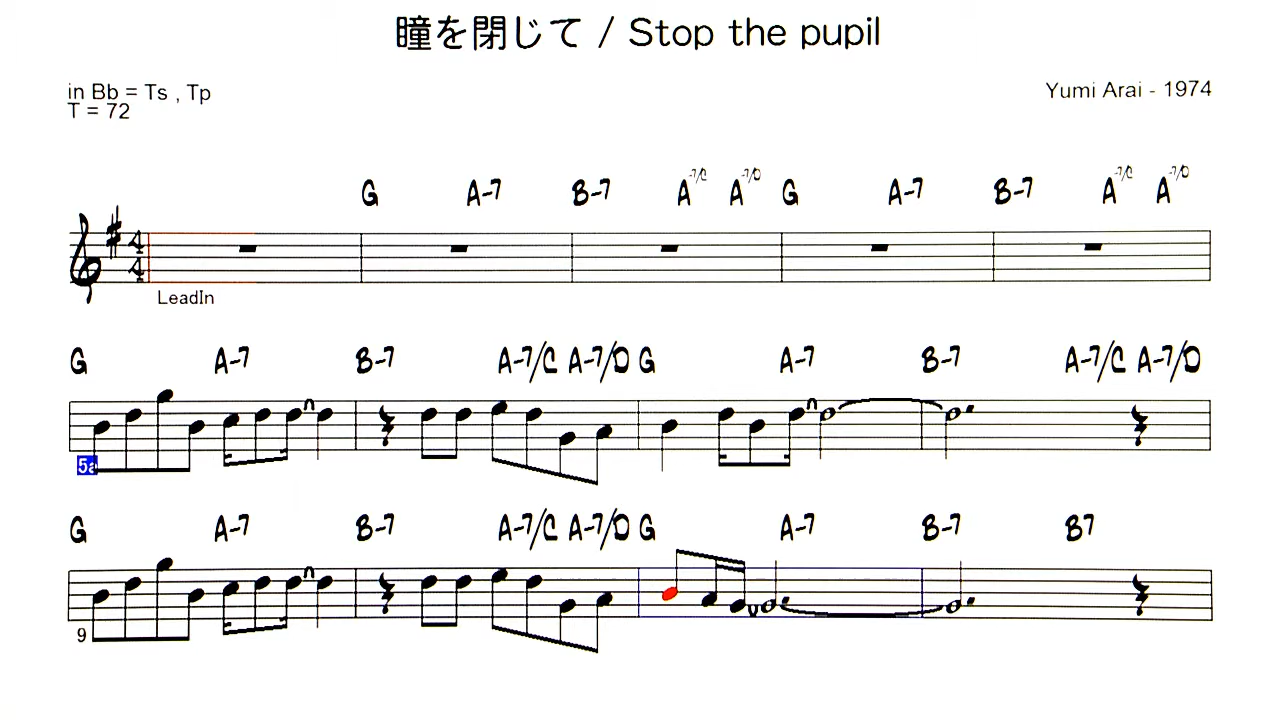 瞳を閉じて / Stop the pupil
in Bb = Ts , Tp
Yumi Arai - 1974
T = 72
G A-7 B-7 A-7/C A-7/D G A-7 B-7 A-7/C A-7/D
4
4
LeadIn
G A-7 B-7 A-7/C A-7/D G A-7 B-7 A-7/C A-7/D
5a
G A-7 B-7 A-7/C A-7/D G A-7 B-7 B7
9